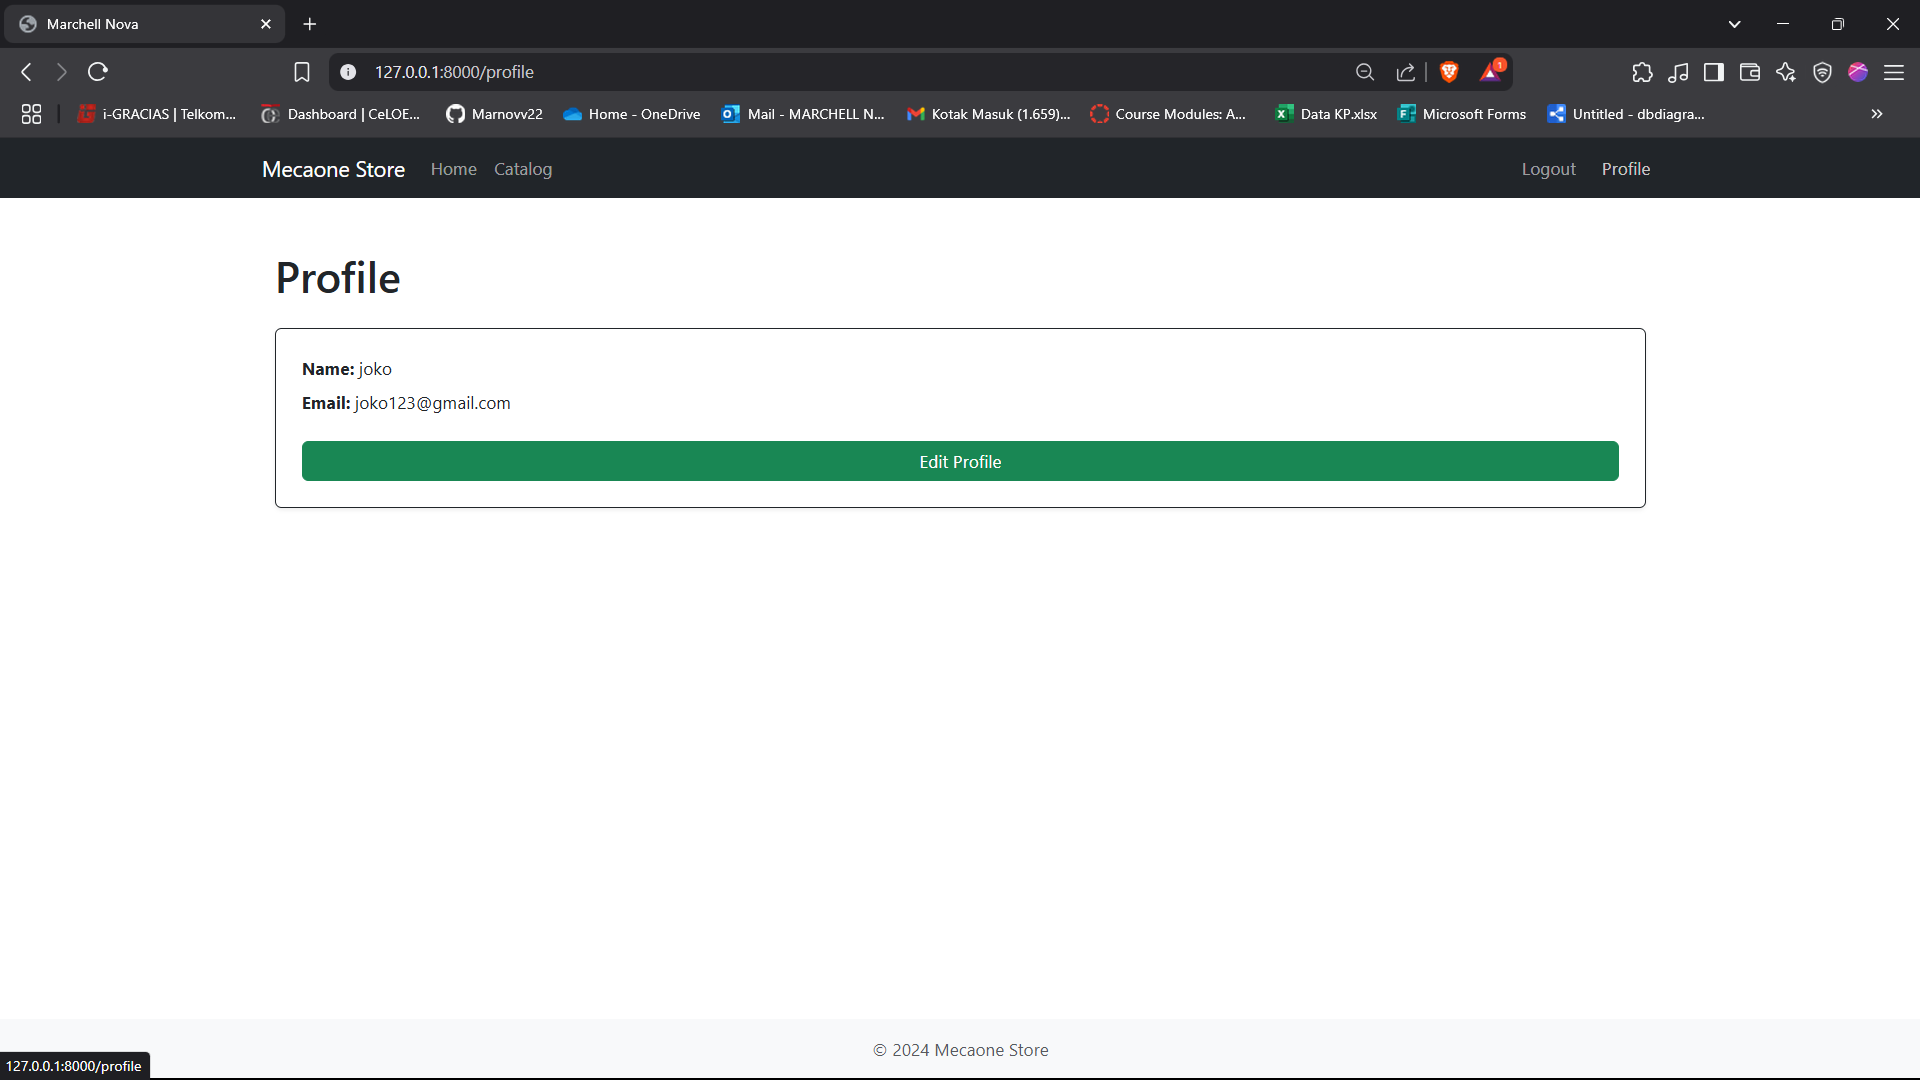 Marchell Nova
127.0.0.1:8000/profile
1
i-GRACIAS | Telkom...
Dashboard | CeLOE...
Marnovv22
Home - OneDrive
Mail - MARCHELL N...
Kotak Masuk (1.659)...
Course Modules: A...
Data KP.xlsx
Microsoft Forms
Untitled - dbdiagra...
Mecaone Store Home Catalog Logout Profile
Profile
Name: joko
Email: joko123@gmail.com
Edit Profile
© 2024 Mecaone Store
127.0.0.1:8000/profile